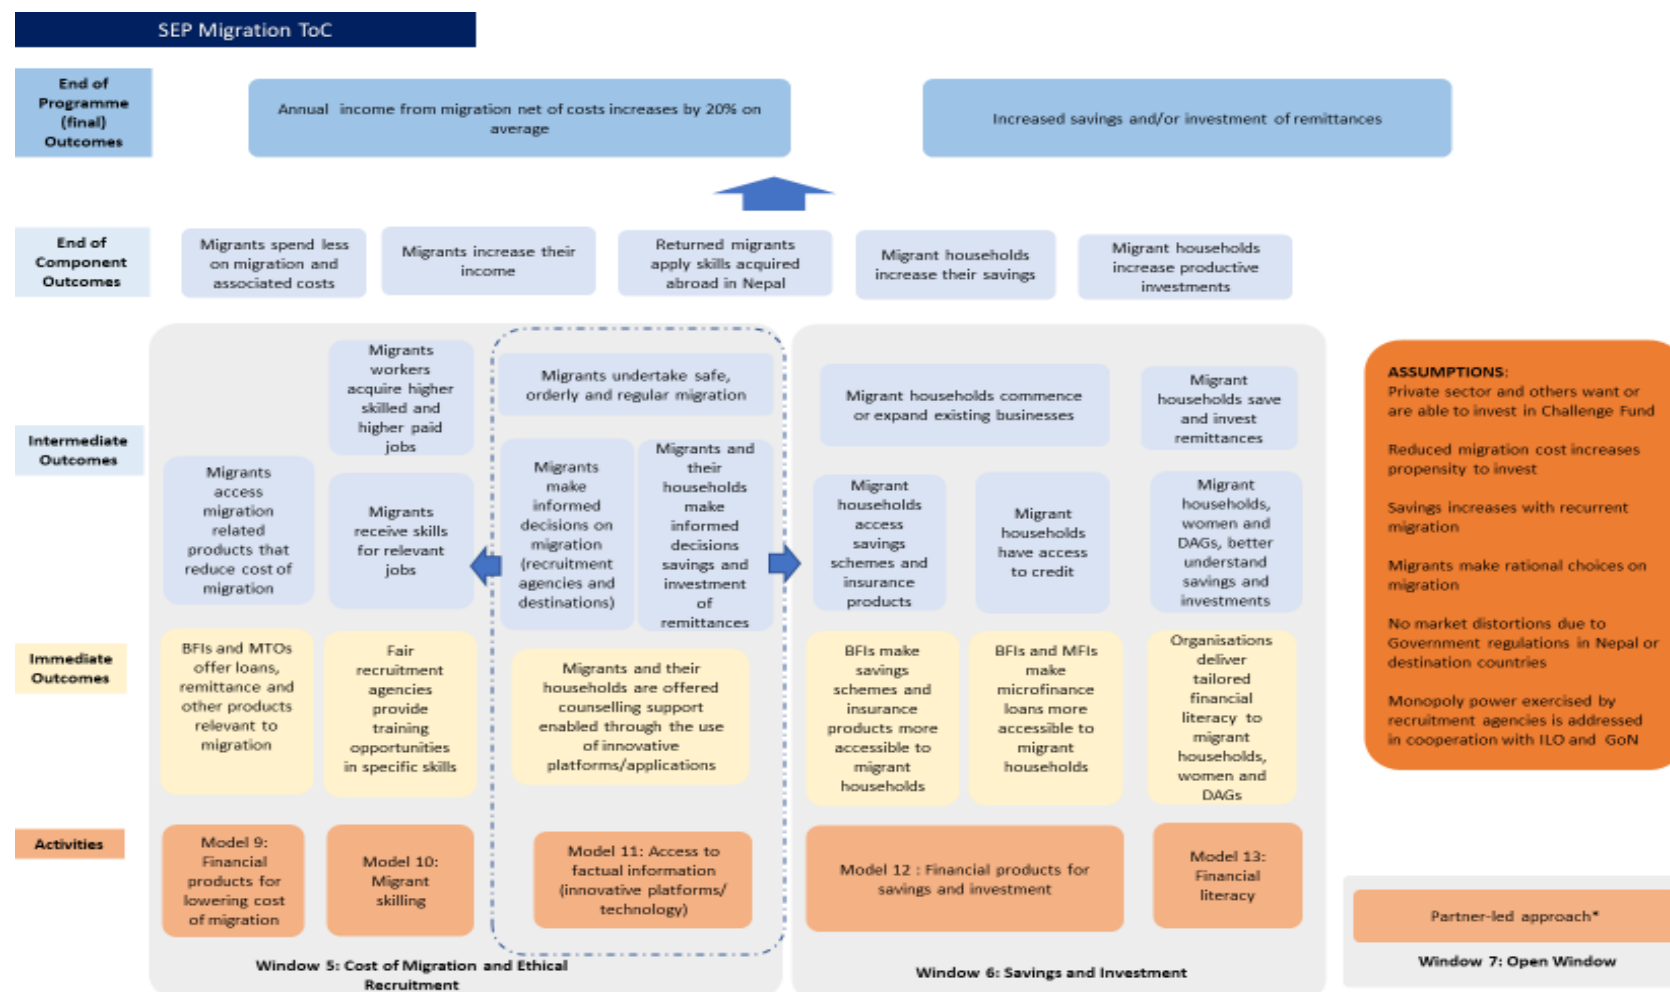 SEP Migration ToC
End of
Programme
(final)
Outcomes
Annual income from migration net of costs increases by 20% on
average
Increased savings and/or investment of remittances
End of
Component
Outcomes
Migrants spend less
on migration and
associated costs
Migrants increase their
income
Returned migrants
apply skills acquired
abroad in Nepal
Migrant households
increase their savings
Migrant households
increase productive
investments
Intermediate
Outcomes
Migrants
workers
acquire higher
skilled and
higher paid
jobs
Migrants undertake safe,
orderly and regular migration
Migrant households commence
or expand existing businesses
Migrant
households save
and invest
remittances
Migrants
access
migration
related
products that
reduce cost of
migration
Migrants
receive skills
for relevant
jobs
Migrants
make
informed
decisions on
migration
(recruitment
agencies and
destinations)
Migrants and
their
households
make
informed
decisions
savings and
investment
of
remittances
Migrant
households
access
savings
schemes and
insurance
products
Migrant
households
have access
to credit
Migrant
households,
women and
DAGs, better
understand
savings and
investments
Immediate
Outcomes
BFIs and MTOs
offer loans,
remittance and
other products
relevant to
migration
Fair
recruitment
agencies
provide
training
opportunities
in specific skills
Migrants and their
households are offered
counselling support
enabled through the use
of innovative
platforms/applications
BFIs make
savings
schemes and
insurance
products more
accessible to
migrant
households
BFIs and MFIs
make
microfinance
loans more
accessible to
migrant
households
Organisations
deliver
tailored
financial
literacy to
migrant
households,
women and
DAGs
Activities
Model 9:
Financial
products for
lowering cost
of migration
Model 10:
Migrant
skilling
Model 11: Access to
factual information
(innovative platforms/
technology)
Model 12 : Financial products for
savings and investment
Model 13:
Financial
literacy
Window 5: Cost of Migration and Ethical
Recruitment
Window 6: Savings and Investment
ASSUMPTIONS:
Private sector and others want or
are able to invest in Challenge Fund
Reduced migration cost increases
propensity to invest
Savings increases with recurrent
migration
Migrants make rational choices on
migration
No market distortions due to
Government regulations in Nepal or
destination countries
Monopoly power exercised by
recruitment agencies is addressed
in cooperation with ILO and GoN
Partner-led approach*
Window 7: Open Window